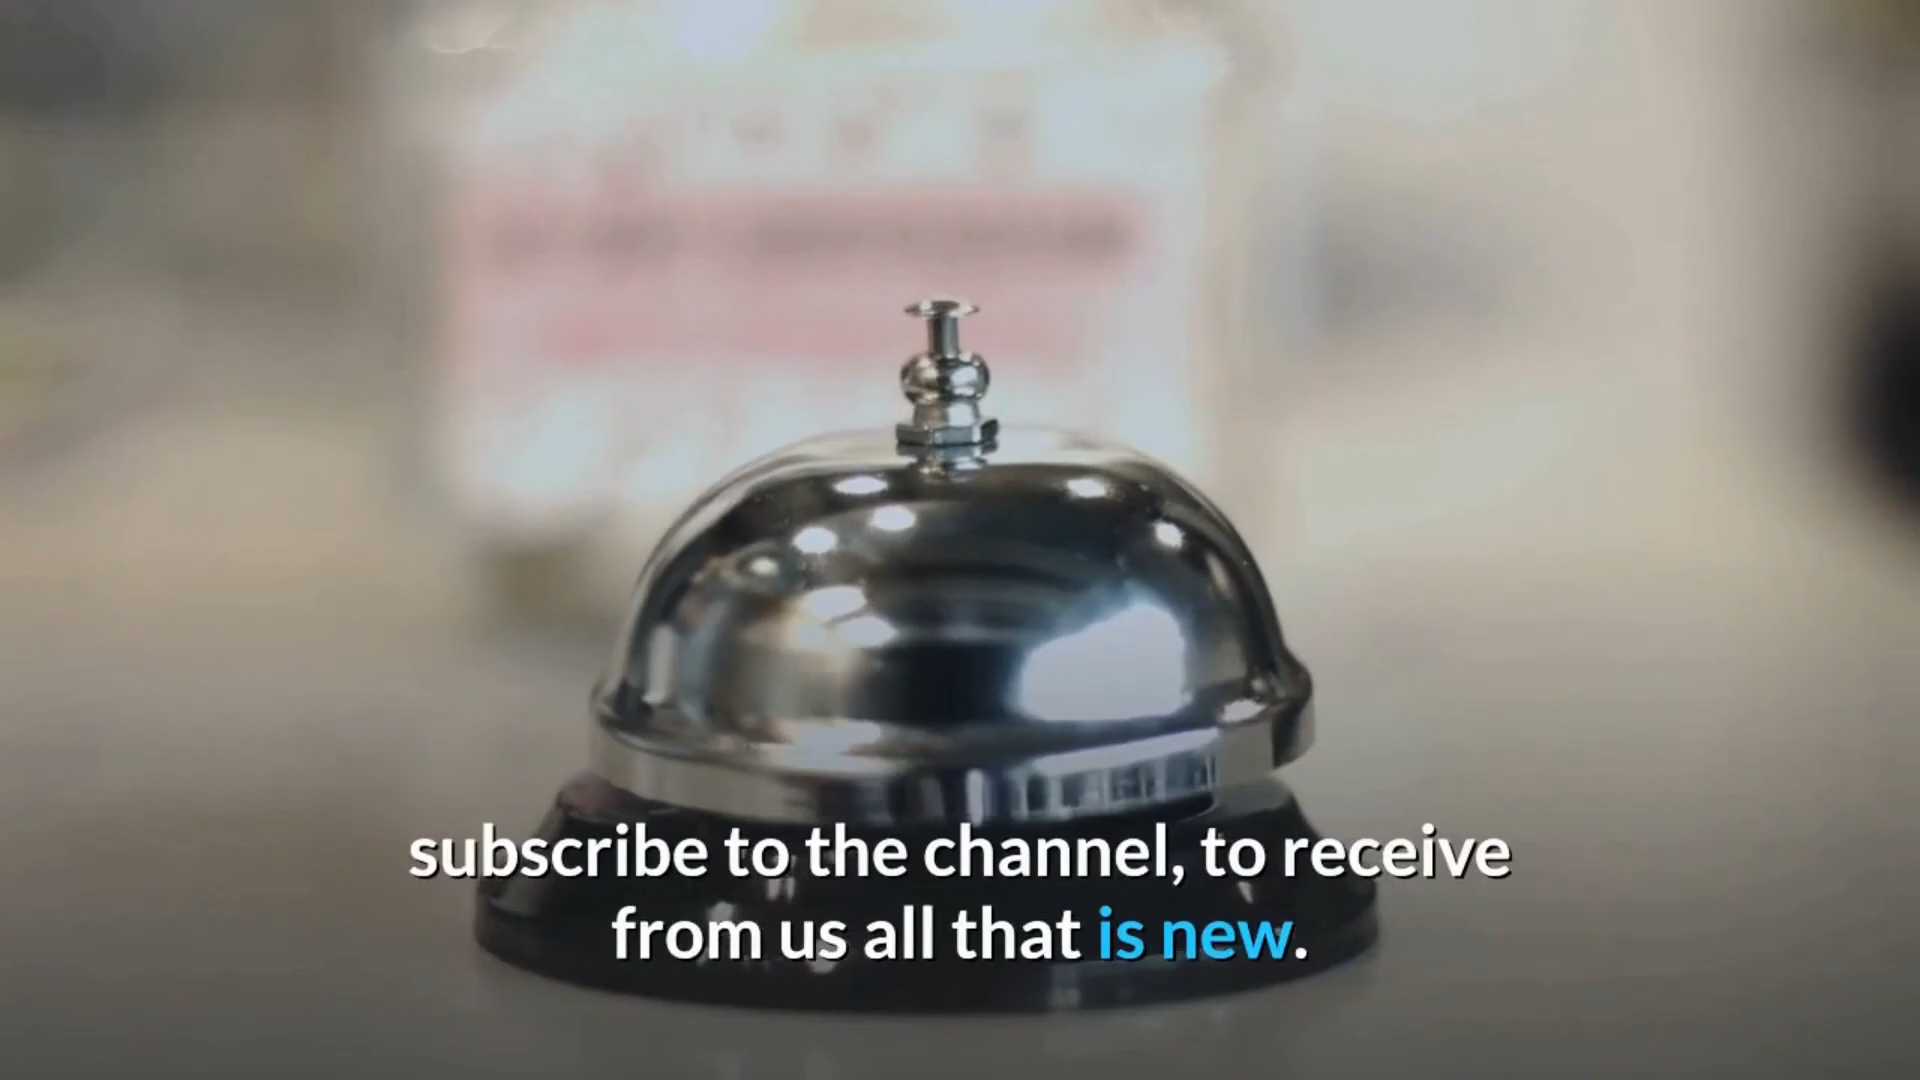 subscribe to the channel, to receive
from us all that is new.